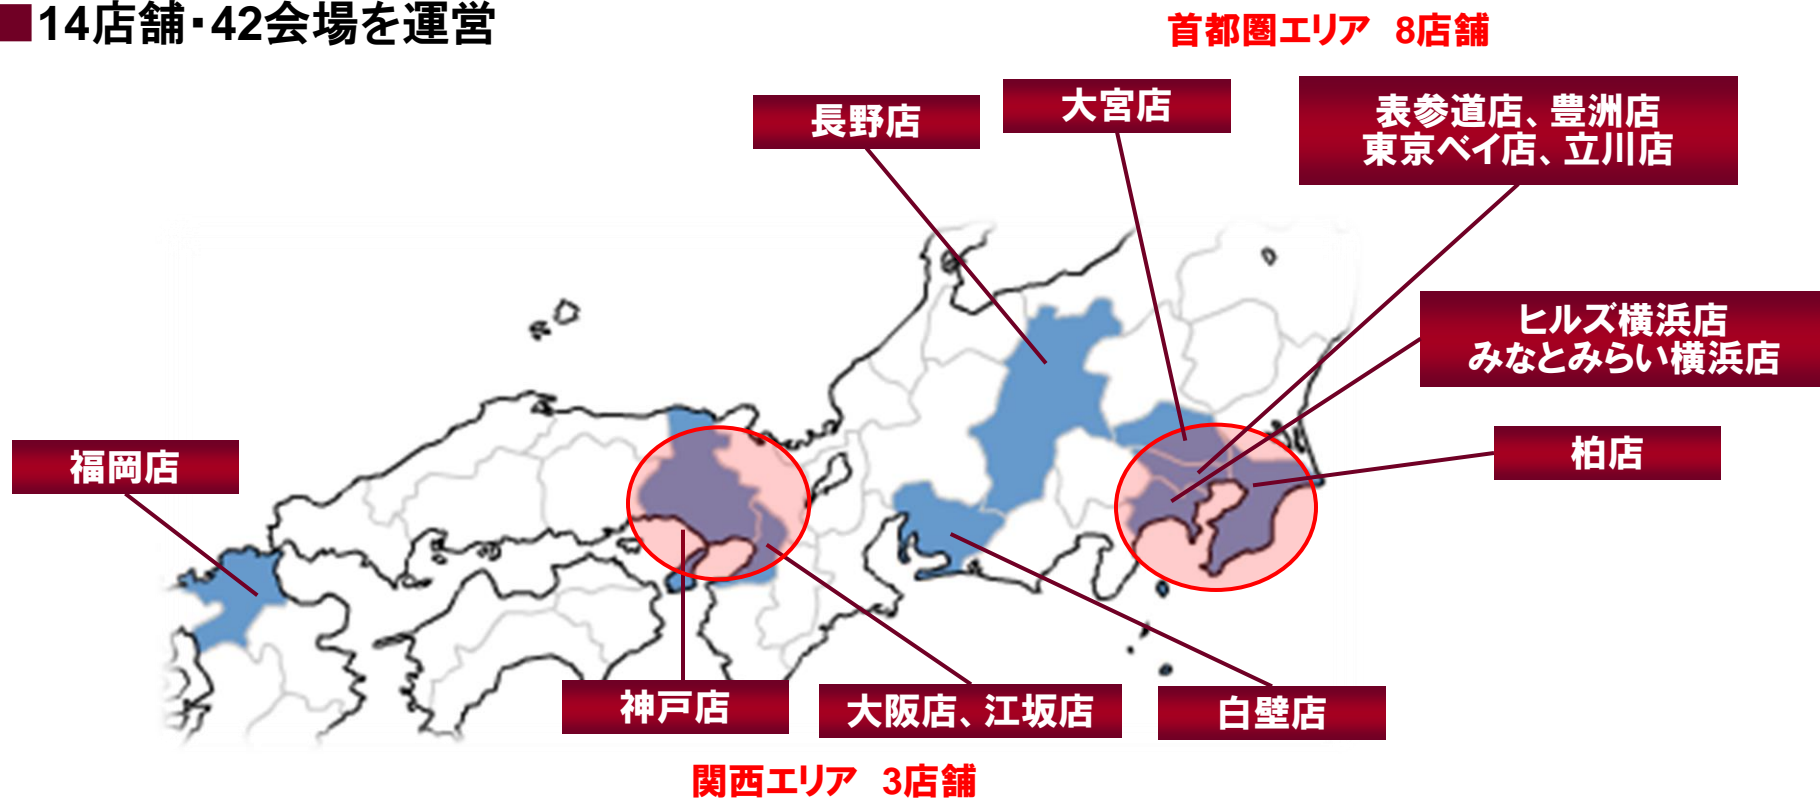 ■14店舗・42会場を運営
首都圏エリア 8店舗
長野店
大宮店
表参道店、豊洲店
東京ベイ店、立川店
ヒルズ横浜店
みなとみらい横浜店
福岡店
柏店
神戸店
大阪店、江坂店
白壁店
関西エリア 3店舗